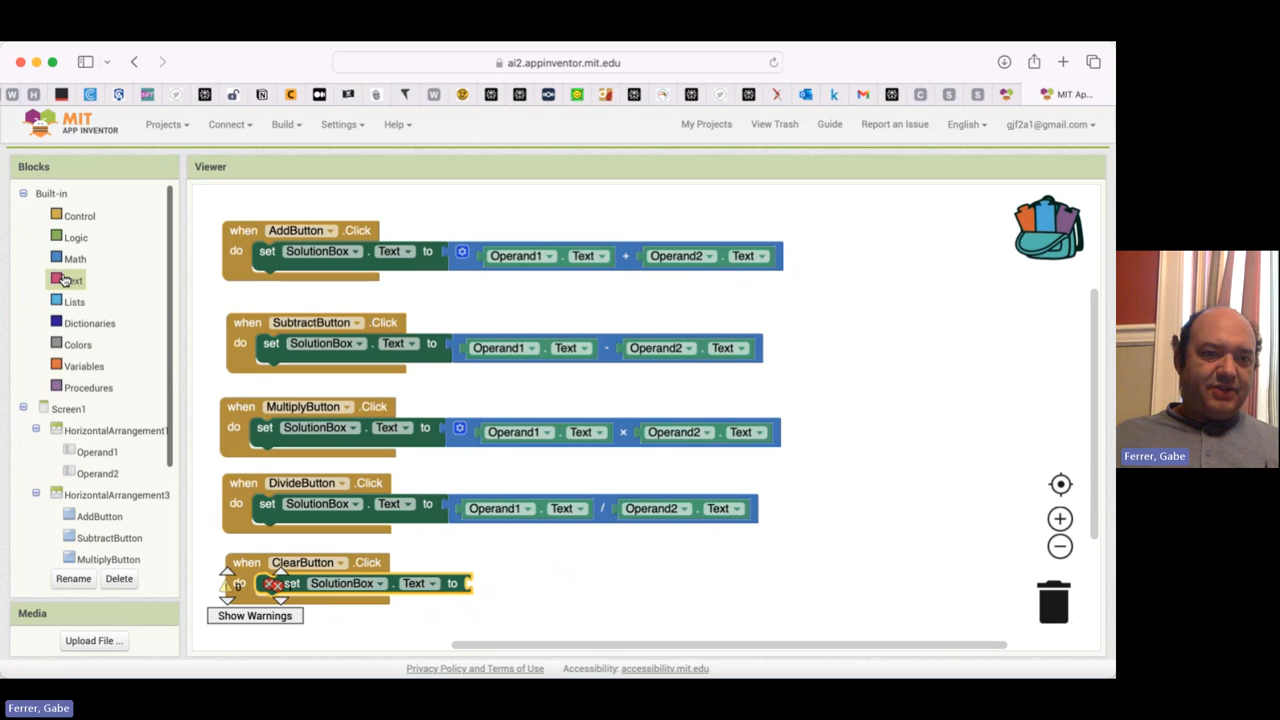 ai2.appinventor.mit.edu
MIT Ap...
MIT
APP INVENTOR
Projects
Connect
Build
Settings
Help
My Projects
View Trash
Guide
Report an Issue
English
gjf2a1@gmail.com
Blocks
Viewer
Built-in
Control
Logic
Math
Text
Lists
Dictionaries
Colors
Variables
Procedures
Screen1
HorizontalArrangement1
Operand1
Operand2
HorizontalArrangement3
AddButton
SubtractButton
MultiplyButton
Rename
Delete
Media
Upload File ...
when AddButton .Click
do set SolutionBox . Text to Operand1 . Text + Operand2 . Text
when SubtractButton .Click
do set SolutionBox . Text to Operand1 . Text - Operand2 . Text
when MultiplyButton .Click
do set SolutionBox . Text to Operand1 . Text × Operand2 . Text
when DivideButton .Click
do set SolutionBox . Text to Operand1 . Text / Operand2 . Text
when ClearButton .Click
do set SolutionBox . Text to
Show Warnings
Privacy Policy and Terms of Use
Accessibility: accessibility.mit.edu
Ferrer, Gabe
Ferrer, Gabe